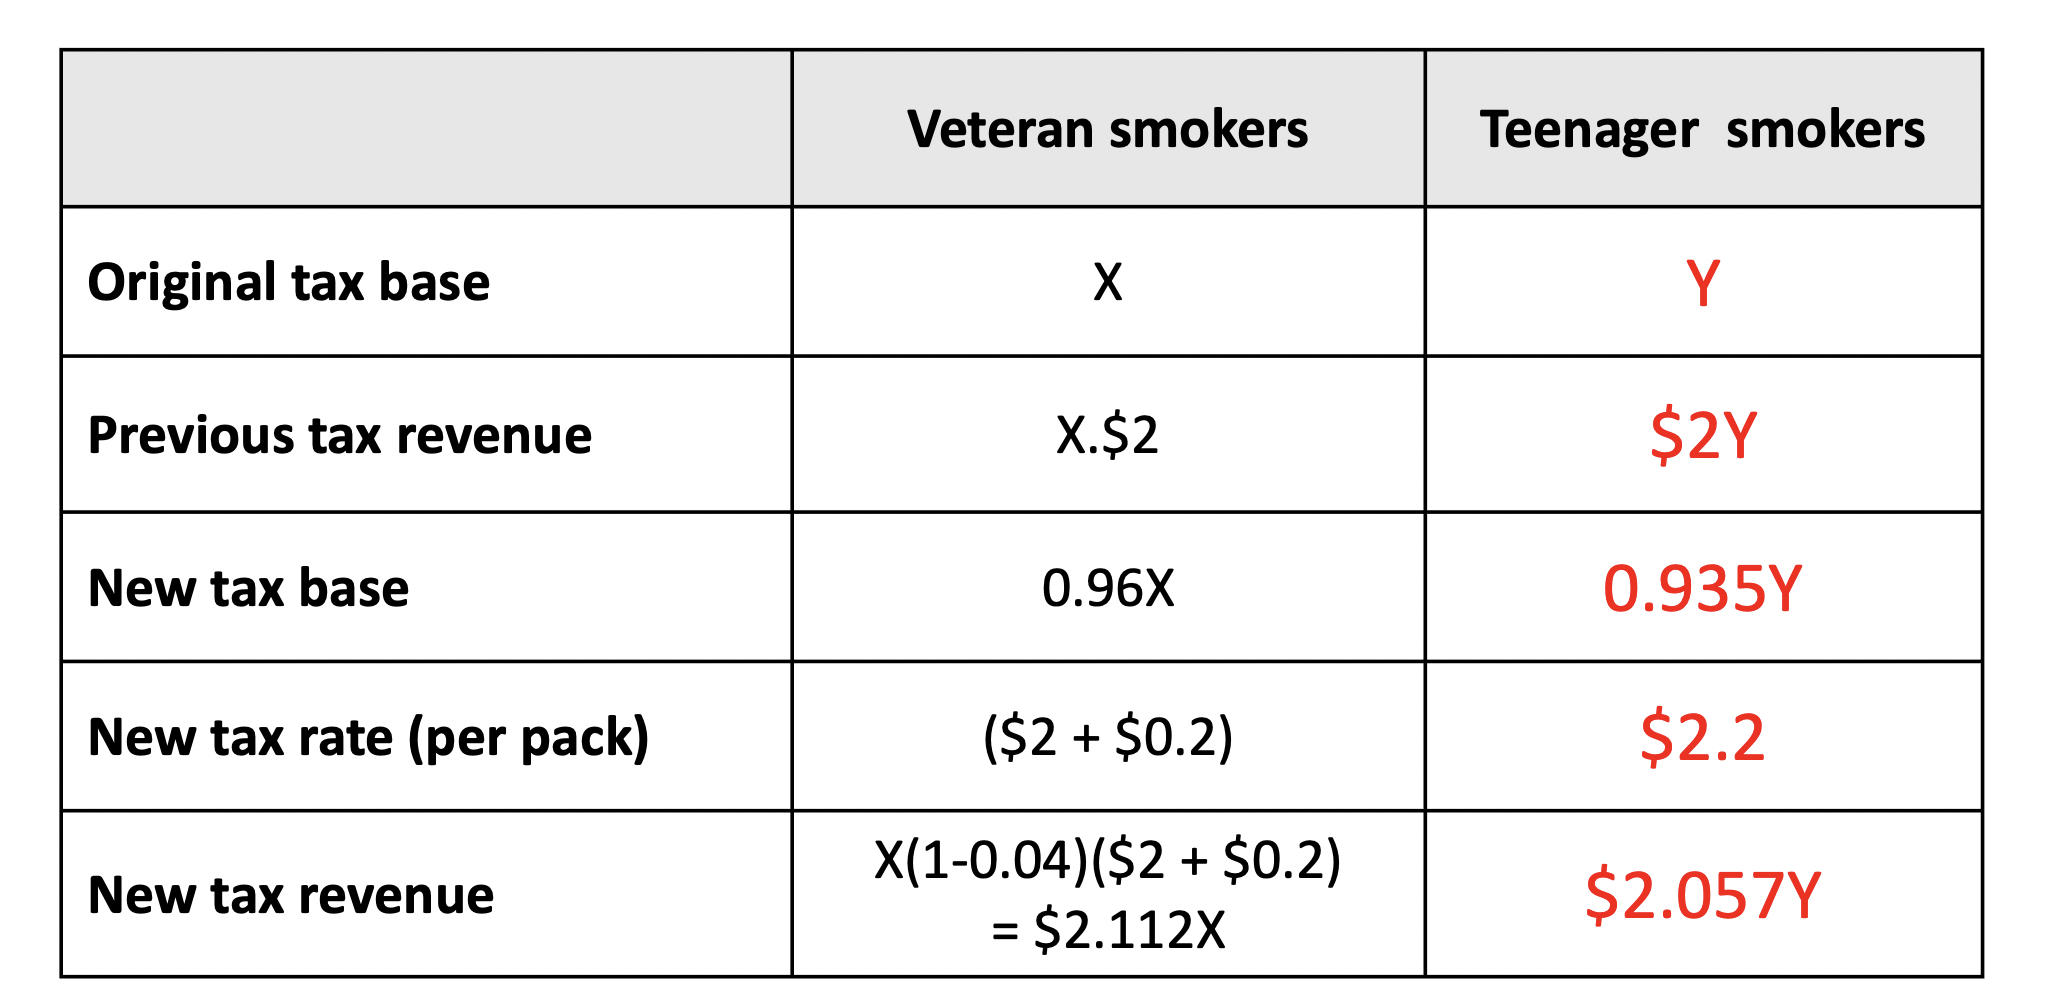 Veteran smokers
Teenager  smokers
Original tax base
X
Y
Previous tax revenue
X.$2
$2Y
New tax base
0.96X
0.935Y
New tax rate (per pack)
($2 + $0.2)
$2.2
New tax revenue
X(1-0.04)($2 + $0.2)
= $2.112X
$2.057Y